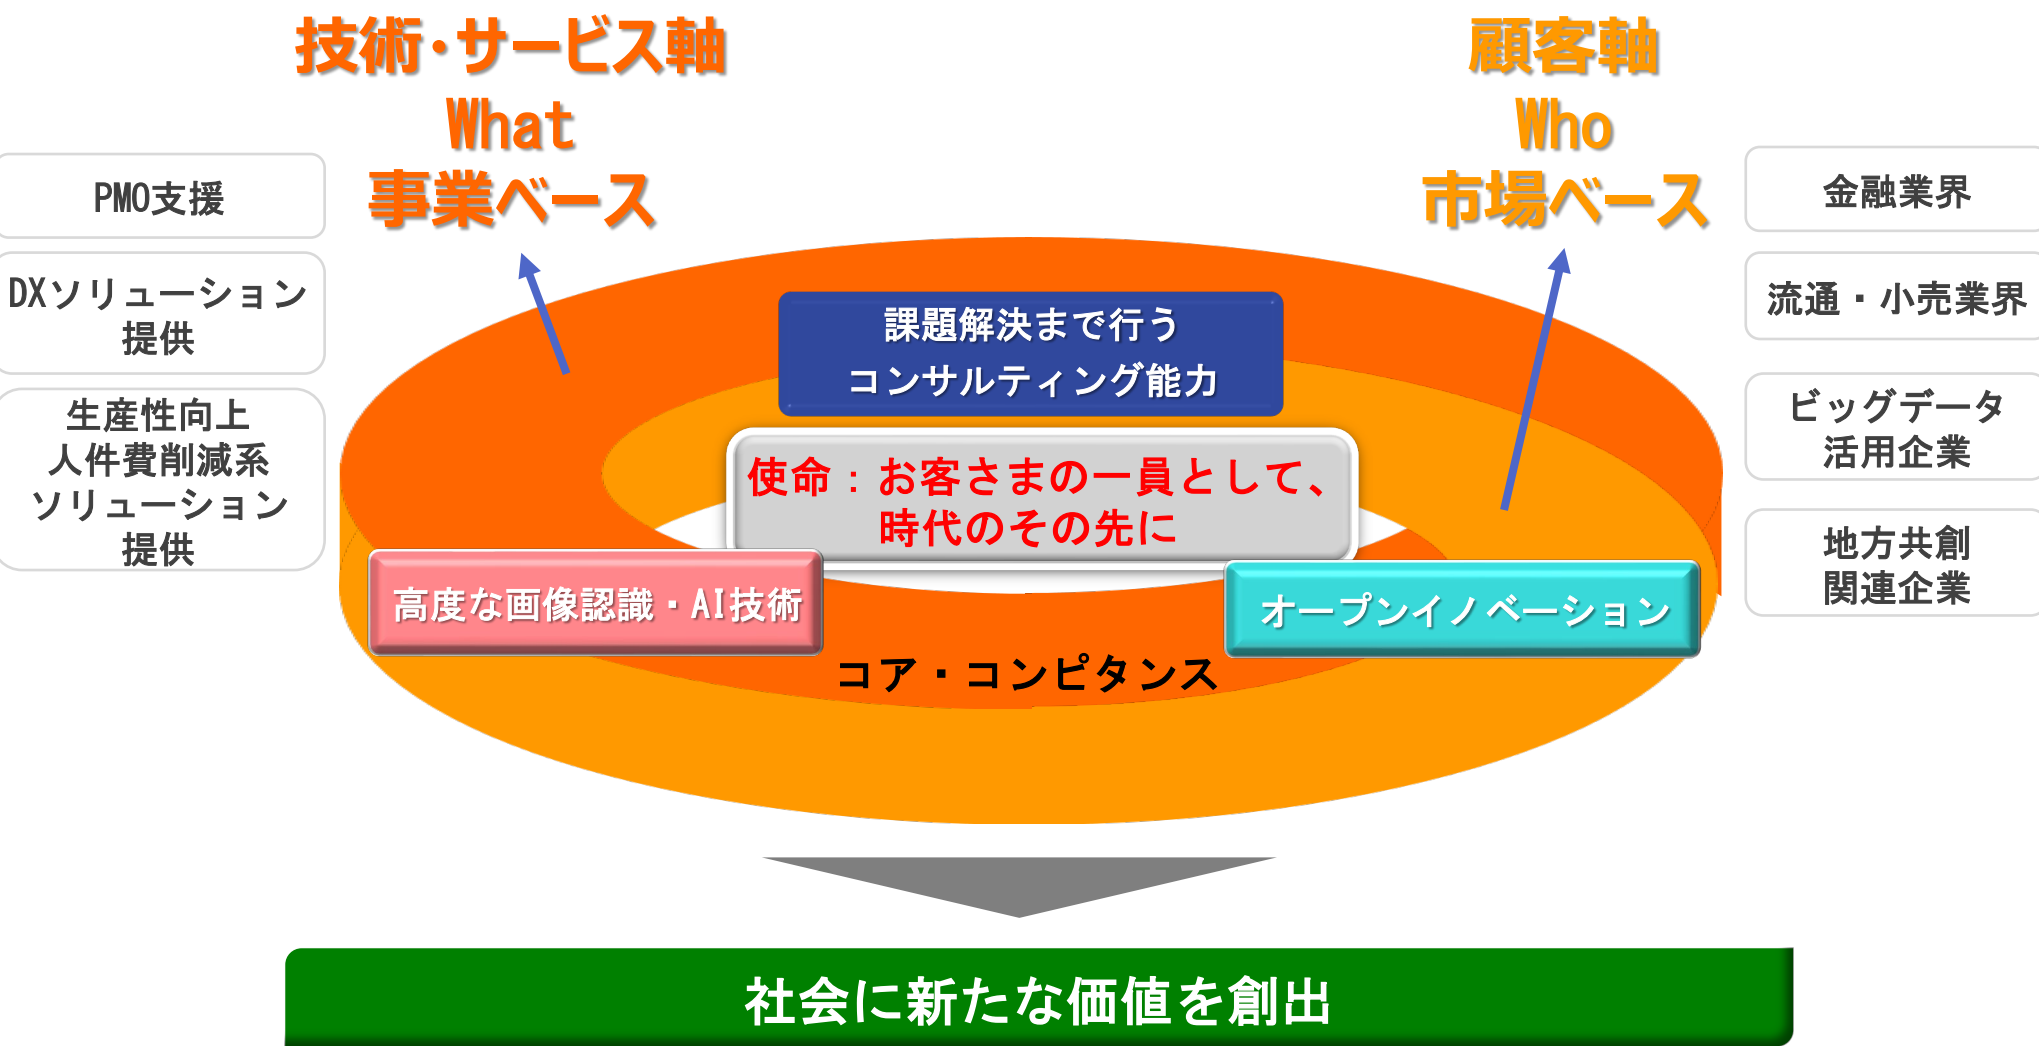 技術・サービス軸
What
事業ベース
顧客軸
Who
市場ベース
PMO支援
DXソリューション
提供
生産性向上
人件費削減系
ソリューション
提供
金融業界
流通・小売業界
ビッグデータ
活用企業
地方共創
関連企業
課題解決まで行う
コンサルティング能力
使命：お客さまの一員として、
時代のその先に
高度な画像認識・AI技術
オープンイノベーション
コア・コンピタンス
社会に新たな価値を創出